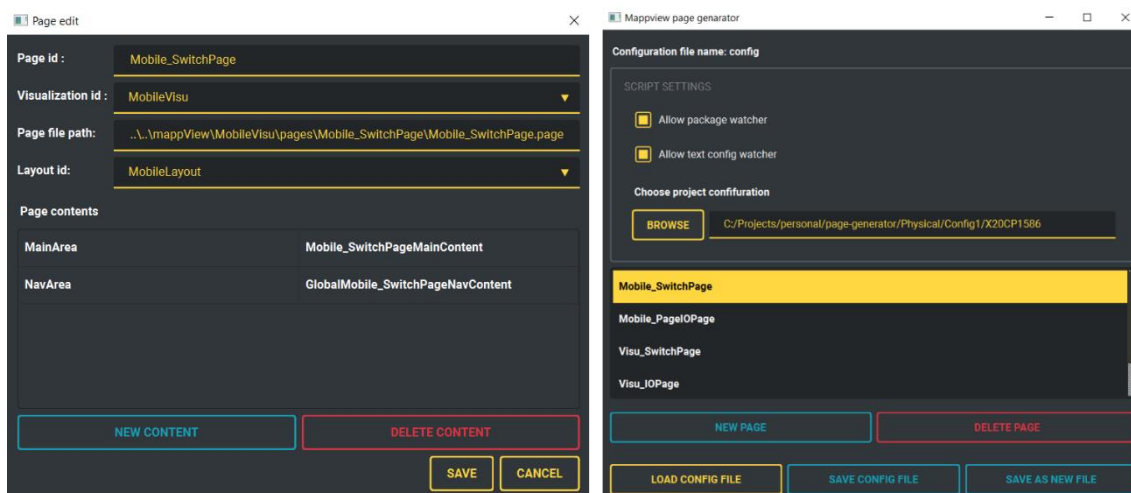 Page edit
Page id :
Mobile_SwitchPage
Visualization id :
MobileVisu
Page file path:
..\..\mappView\MobileVisu\pages\Mobile_SwitchPage\Mobile_SwitchPage.page
Layout id:
MobileLayout
Page contents
MainArea Mobile_SwitchPageMainContent
NavArea GlobalMobile_SwitchPageNavContent
NEW CONTENT DELETE CONTENT
SAVE CANCEL
Mappview page genarator
Configuration file name: config
SCRIPT SETTINGS
Allow package watcher
Allow text config watcher
Choose project confifuration
BROWSE C:/Projects/personal/page-generator/Physical/Config1/X20CP1586
Mobile_SwitchPage
Mobile_PageIOPage
Visu_SwitchPage
Visu_IOPage
NEW PAGE DELETE PAGE
LOAD CONFIG FILE SAVE CONFIG FILE SAVE AS NEW FILE